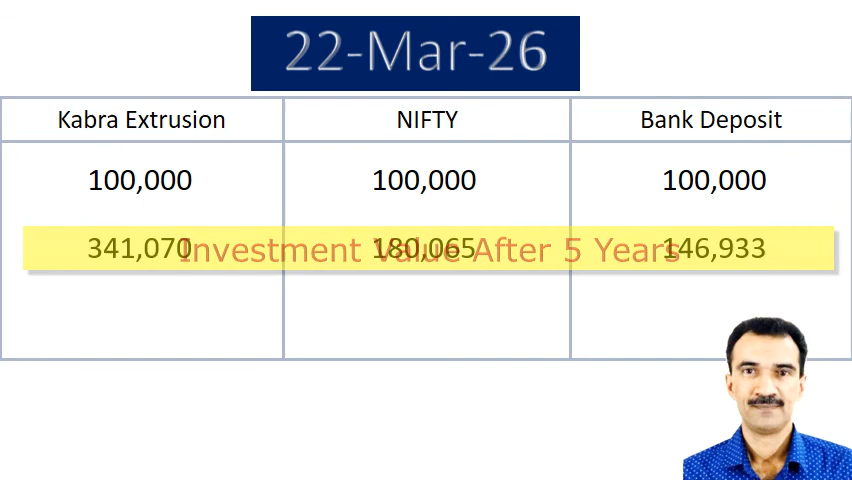 22-Mar-26
Kabra Extrusion NIFTY Bank Deposit
100,000 100,000 100,000
341,070 180,065 146,933
Investment Value After 5 Years